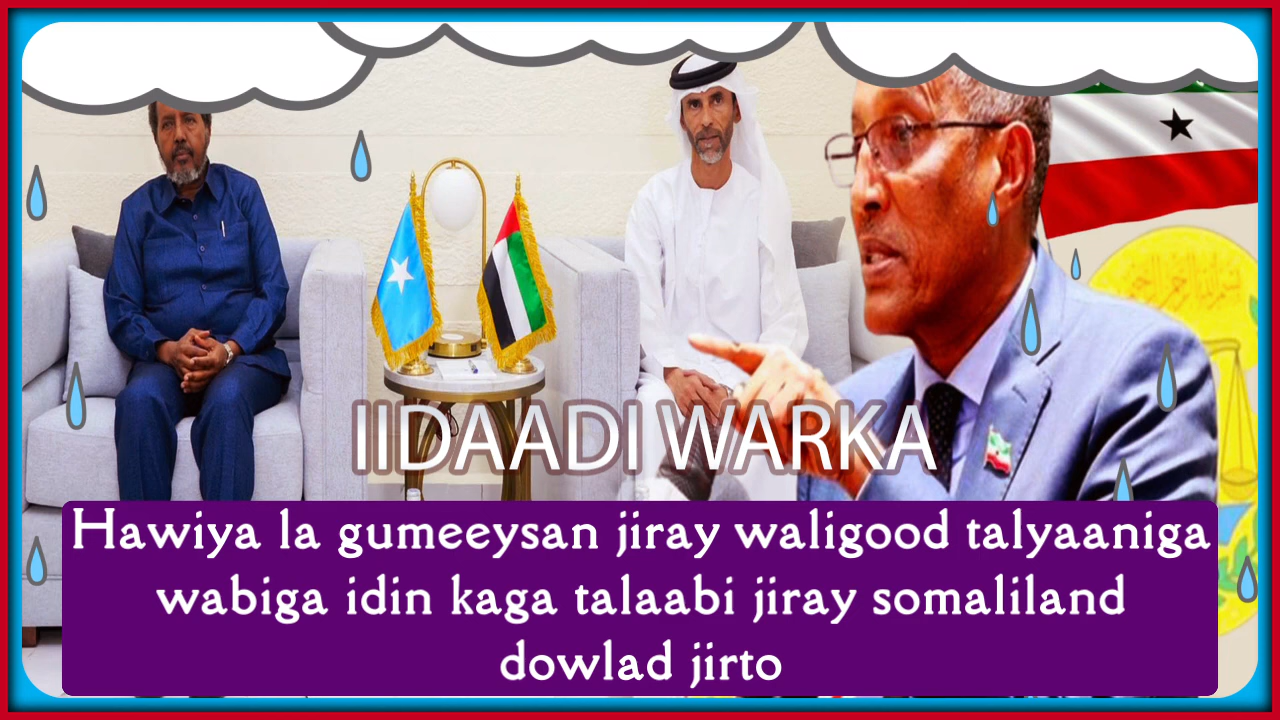 IIDAADI WARKA
Hawiya la gumeeysan jiray waligood talyaaniga
wabiga idin kaga talaabi jiray somaliland
dowlad jirto